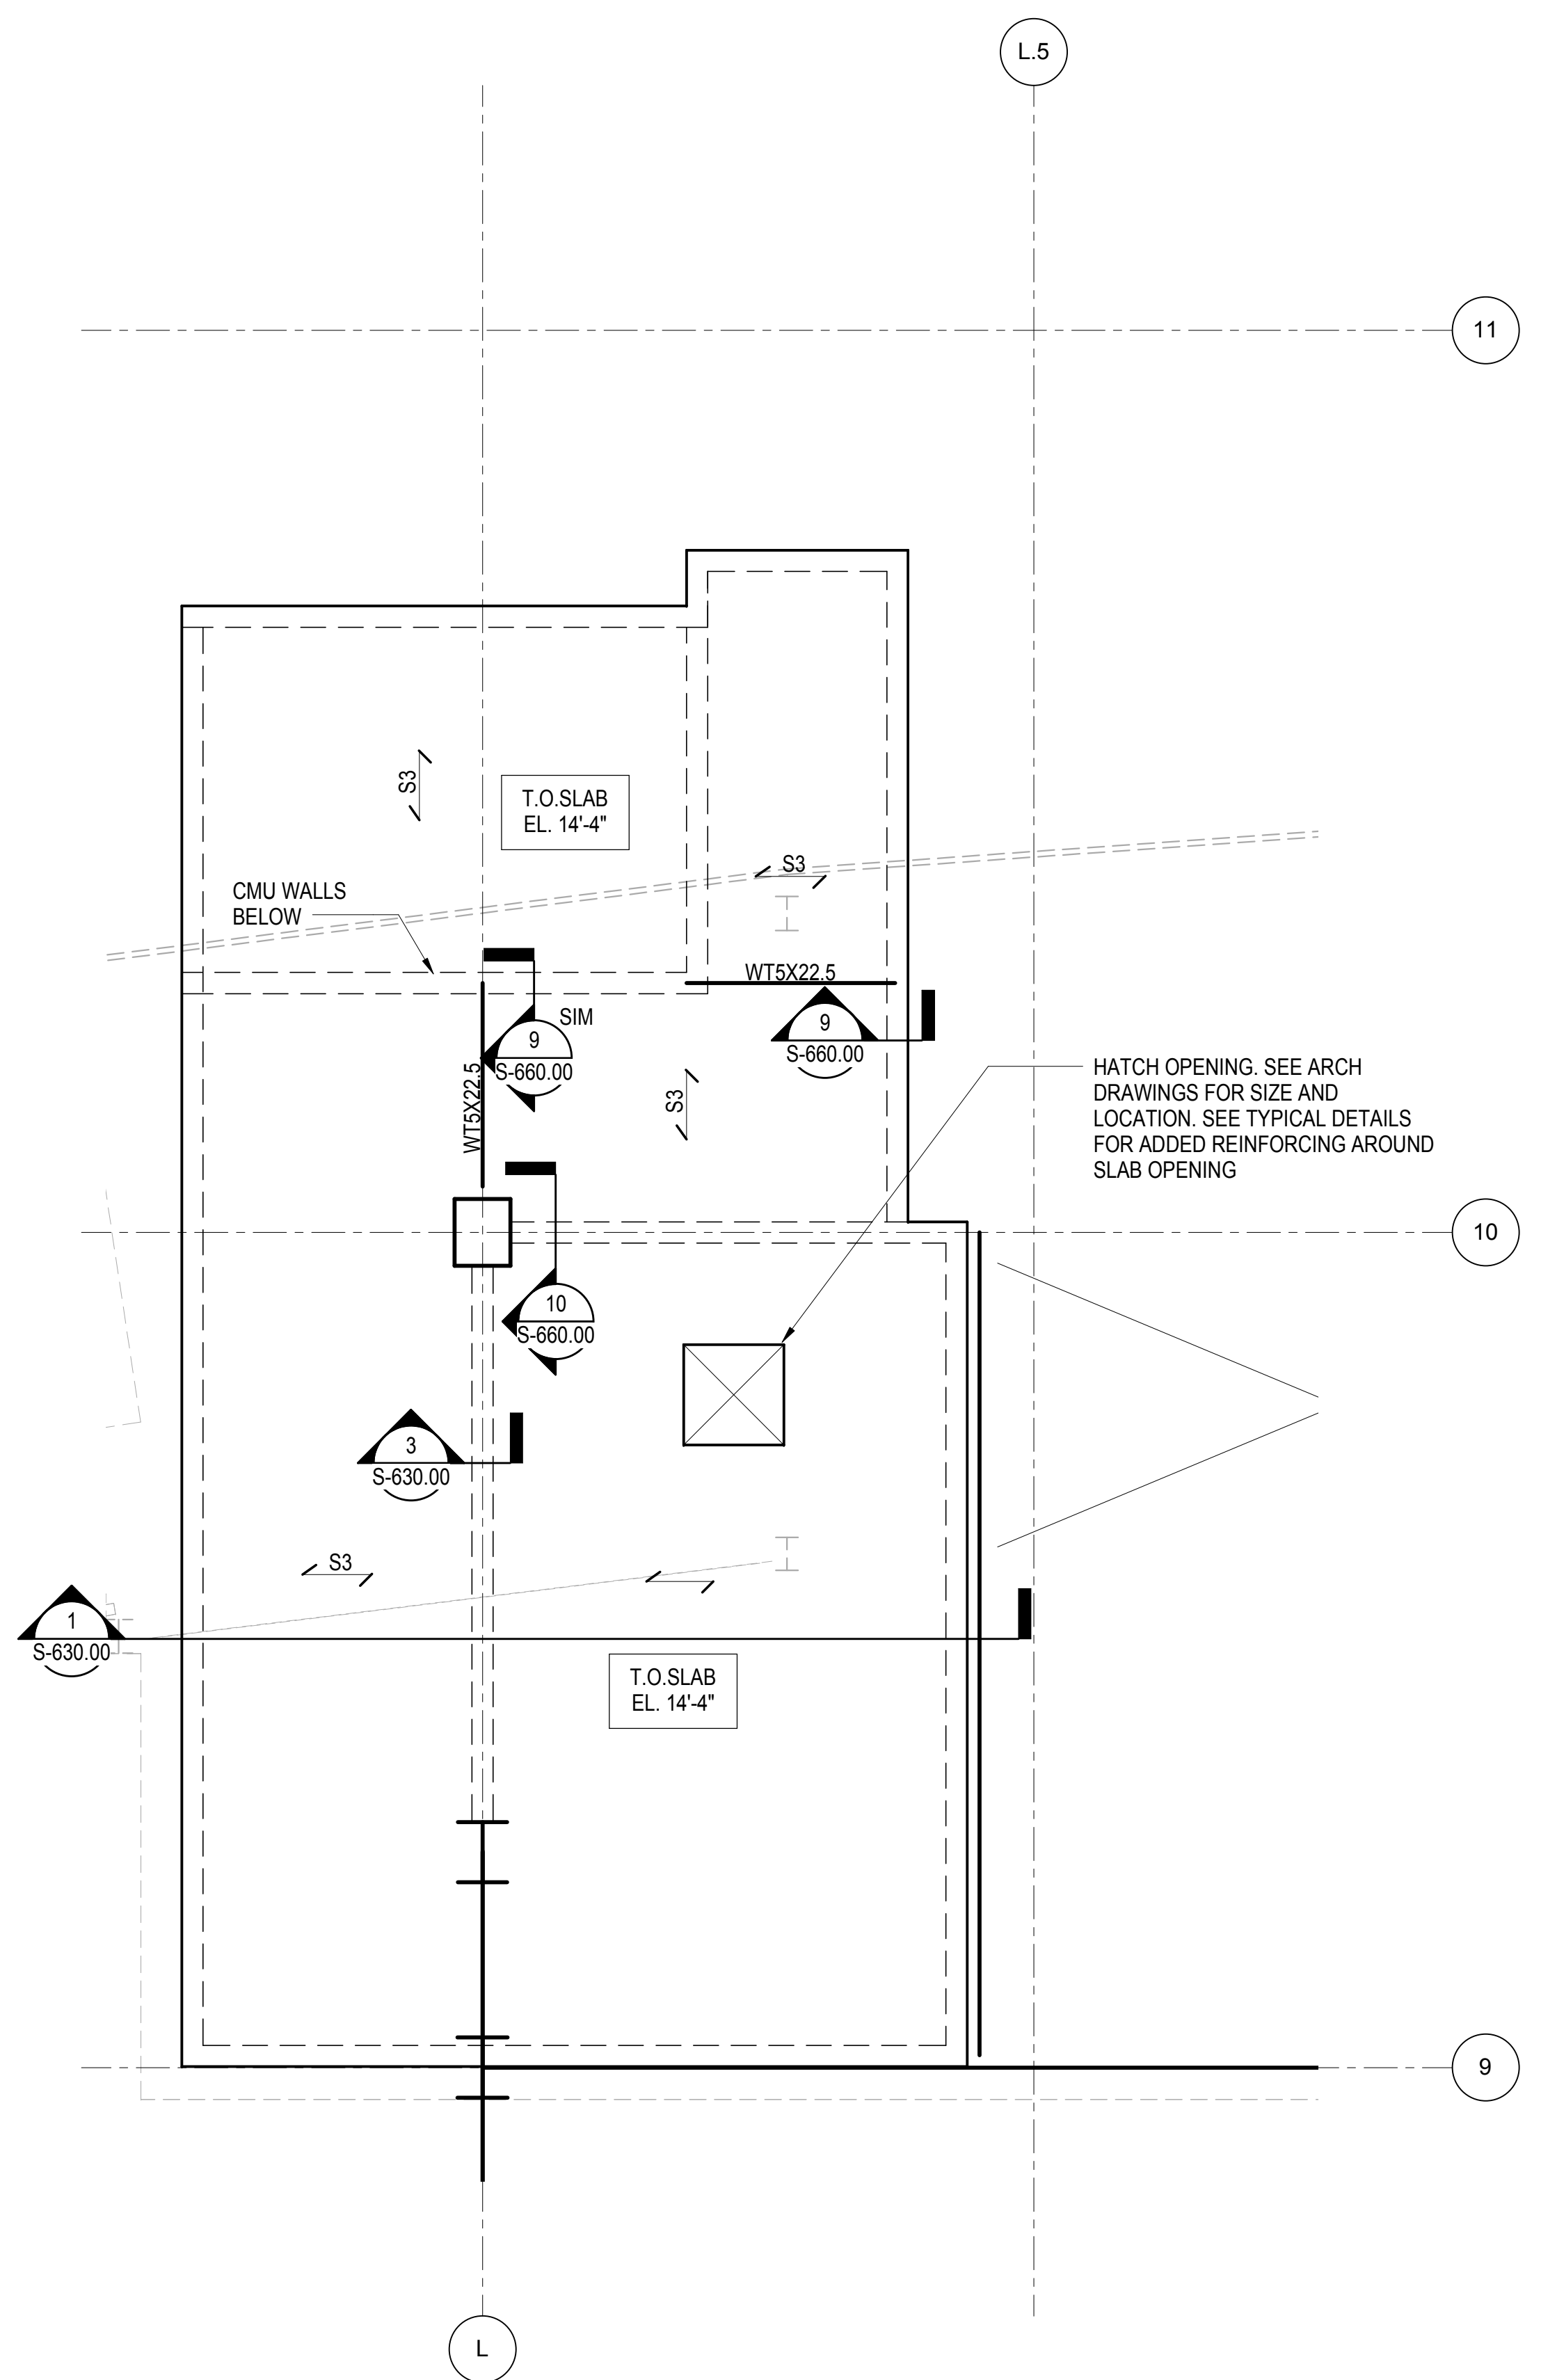 L.5
11
S3
T.O.SLAB
EL. 14'-4"
S3
CMU WALLS
BELOW
WT5X22.5
SIM
9
S-660.00
9
S-660.00
WT5X22.5
S3
HATCH OPENING. SEE ARCH
DRAWINGS FOR SIZE AND
LOCATION. SEE TYPICAL DETAILS
FOR ADDED REINFORCING AROUND
SLAB OPENING
10
10
S-660.00
3
S-630.00
S3
1
S-630.00
T.O.SLAB
EL. 14'-4"
9
L